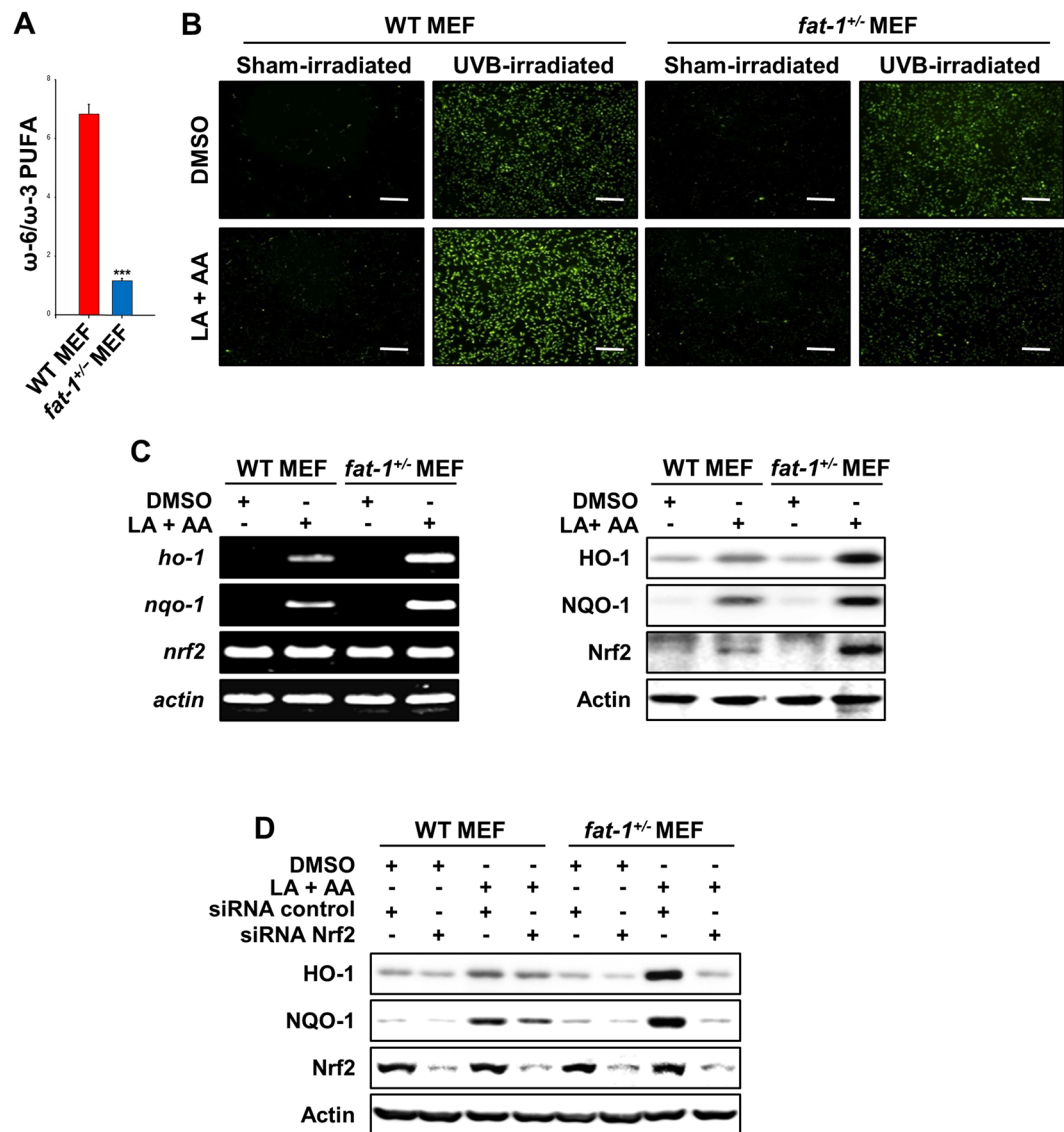 A
ω-6/ω-3 PUFA
8
6
4
2
0
***
WT MEF
fat-1+/- MEF
B
WT MEF
fat-1+/- MEF
Sham-irradiated
UVB-irradiated
Sham-irradiated
UVB-irradiated
DMSO
LA + AA
C
WT MEF
fat-1+/- MEF
DMSO + - + -
LA + AA - + - +
ho-1
nqo-1
nrf2
actin
WT MEF
fat-1+/- MEF
DMSO + - + -
LA+ AA - + - +
HO-1
NQO-1
Nrf2
Actin
D
WT MEF
fat-1+/- MEF
DMSO + + - - + + - -
LA + AA - - + + - - + +
siRNA control + - + - + - + -
siRNA Nrf2 - + - + - + - +
HO-1
NQO-1
Nrf2
Actin